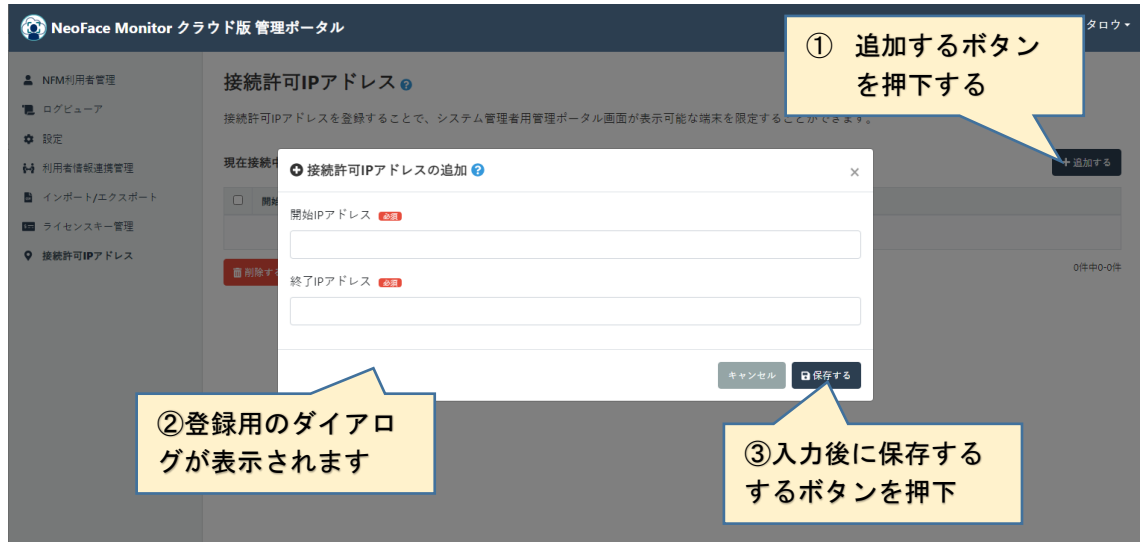 NeoFace Monitor クラウド版 管理ポータル
タロウ
① 追加するボタン
を押下する
NFM利用者管理
ログビューア
設定
利用者情報連携管理
インポート/エクスポート
ライセンスキー管理
接続許可IPアドレス
接続許可IPアドレス
接続許可IPアドレスを登録することで、システム管理者用管理ポータル画面が表示可能な端末を限定することができます。
現在接続中
追加する
開始
接続許可IPアドレスの追加
×
開始IPアドレス 必須
終了IPアドレス 必須
キャンセル
保存する
削除する
0件中0-0件
②登録用のダイアロ
グが表示されます
③入力後に保存する
するボタンを押下